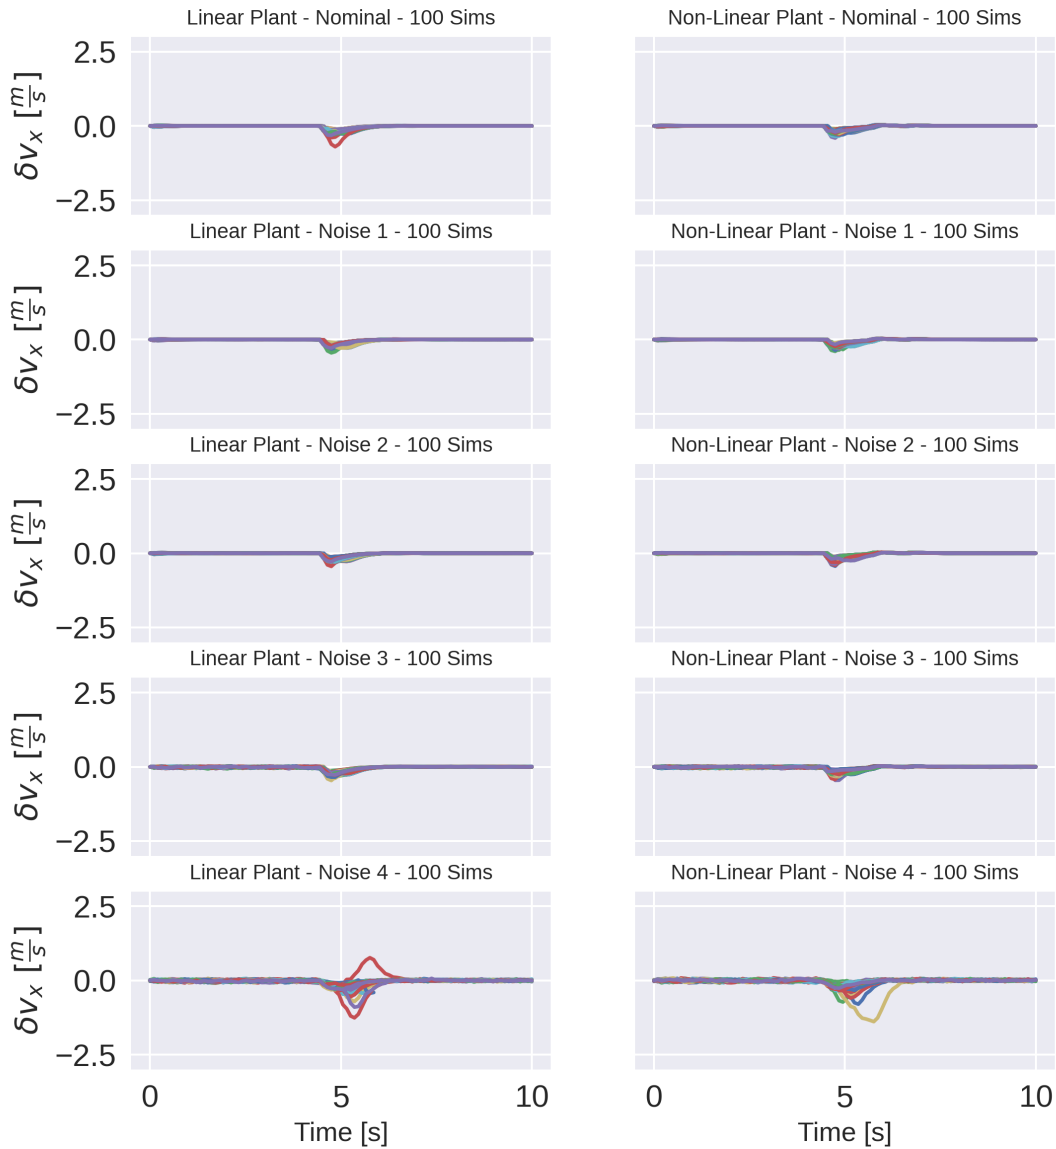 Linear Plant - Nominal - 100 Sims
Non-Linear Plant - Nominal - 100 Sims
2.5
0.0
−2.5
δvₓ [m/s]
Linear Plant - Noise 1 - 100 Sims
Non-Linear Plant - Noise 1 - 100 Sims
2.5
0.0
−2.5
δvₓ [m/s]
Linear Plant - Noise 2 - 100 Sims
Non-Linear Plant - Noise 2 - 100 Sims
2.5
0.0
−2.5
δvₓ [m/s]
Linear Plant - Noise 3 - 100 Sims
Non-Linear Plant - Noise 3 - 100 Sims
2.5
0.0
−2.5
δvₓ [m/s]
Linear Plant - Noise 4 - 100 Sims
Non-Linear Plant - Noise 4 - 100 Sims
2.5
0.0
−2.5
δvₓ [m/s]
0 5 10
0 5 10
Time [s]
Time [s]